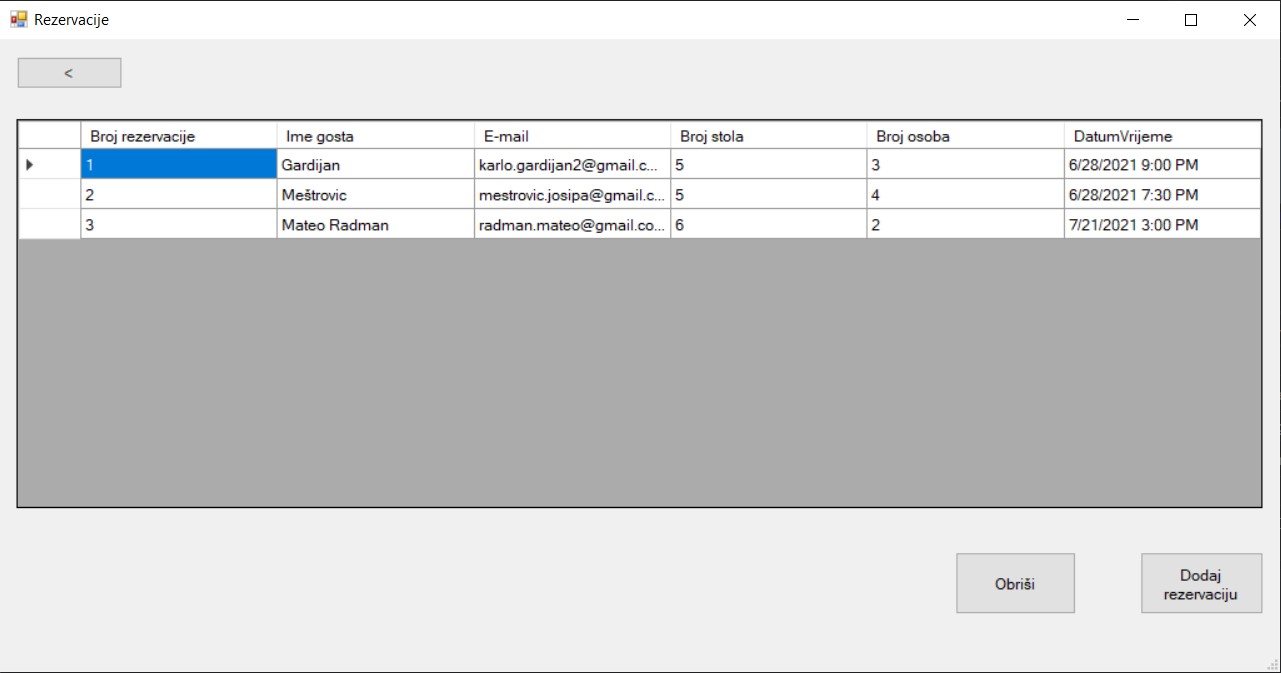 Rezervacije
<
Broj rezervacije Ime gosta E-mail Broj stola Broj osoba DatumVrijeme
1 Gardijan karlo.gardijan2@gmail.c... 5 3 6/28/2021 9:00 PM
2 Meštrovic mestrovic.josipa@gmail.c... 5 4 6/28/2021 7:30 PM
3 Mateo Radman radman.mateo@gmail.co... 6 2 7/21/2021 3:00 PM
Obriši
Dodaj
rezervaciju